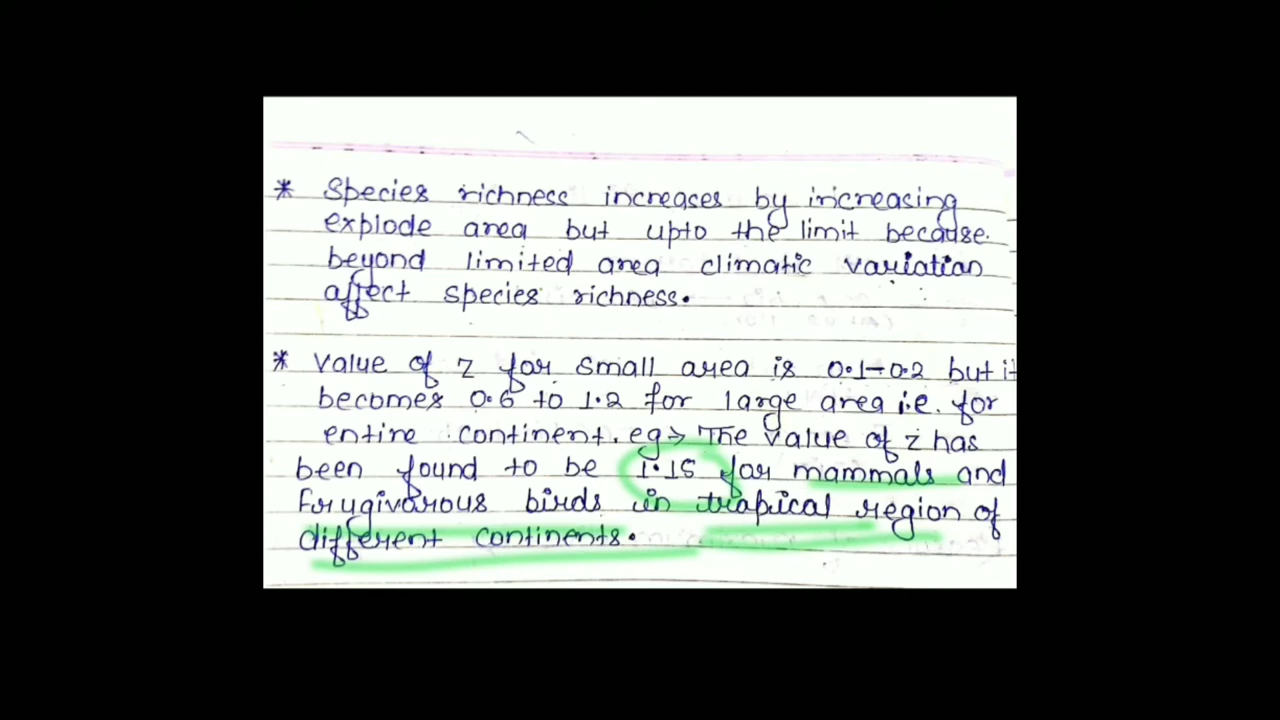 * Species richness increases by increasing
explode area but upto the limit because
beyond limited area climatic variation
affect species richness.
* Value of z for small area is 0.1-0.2 but it
becomes 0.6 to 1.2 for large area i.e. for
entire continent. eg→ The value of z has
been found to be 1.15 for mammals and
Frugivorous birds in tropical region of
different continents.